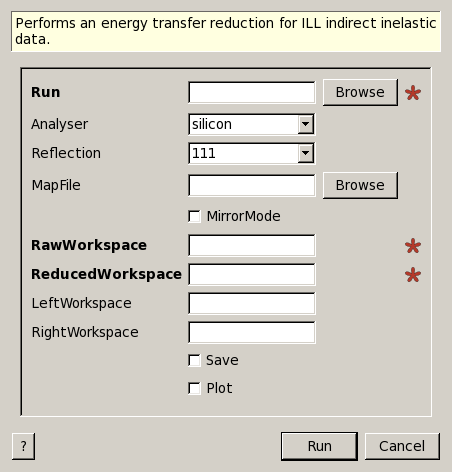 Performs an energy transfer reduction for ILL indirect inelastic
data.
Run Browse *
Analyser silicon
Reflection 111
MapFile Browse
MirrorMode
RawWorkspace *
ReducedWorkspace *
LeftWorkspace
RightWorkspace
Save
Plot
? Run Cancel